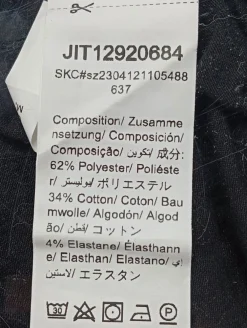 JIT12920684
SKC#sz2304121105488
637
Composition/ Zusamme
nsetzung/ Composición/
Composição/ تكوين/ 成分:
62% Polyester/ Poliéste
r/ بوليستر/ ポリエステル
34% Cotton/ Coton/ Bau
mwolle/ Algodón/ Algod
ão/ قطن/ コットン
4% Elastane/ Élasthann
e/ Elasthan/ Elastano/ إي
لاستين/ エラスタン
30
P